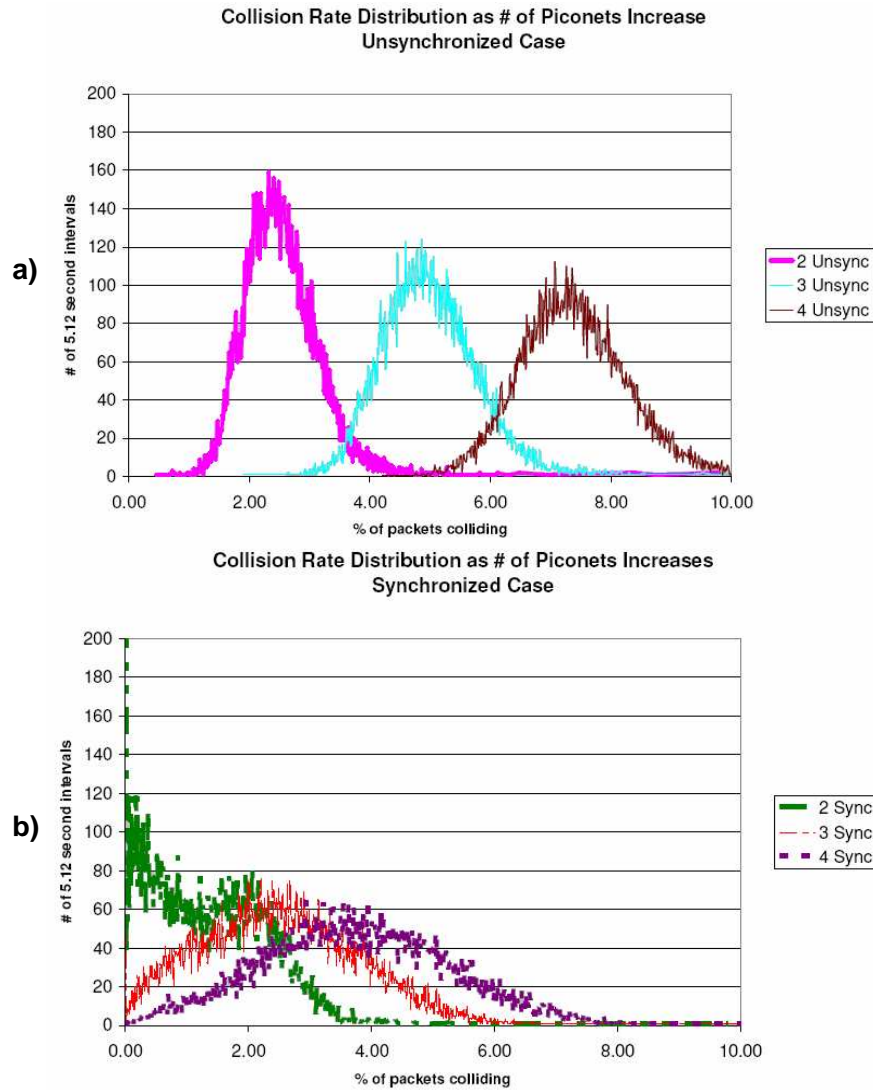 Collision Rate Distribution as # of Piconets Increase
Unsynchronized Case
200
180
160
140
120
100
80
60
40
20
0
# of 5.12 second intervals
a)
0.00 2.00 4.00 6.00 8.00 10.00
% of packets colliding
2 Unsync
3 Unsync
4 Unsync
Collision Rate Distribution as # of Piconets Increases
Synchronized Case
200
180
160
140
120
100
80
60
40
20
0
# of 5.12 second intervals
b)
0.00 2.00 4.00 6.00 8.00 10.00
% of packets colliding
2 Sync
3 Sync
4 Sync